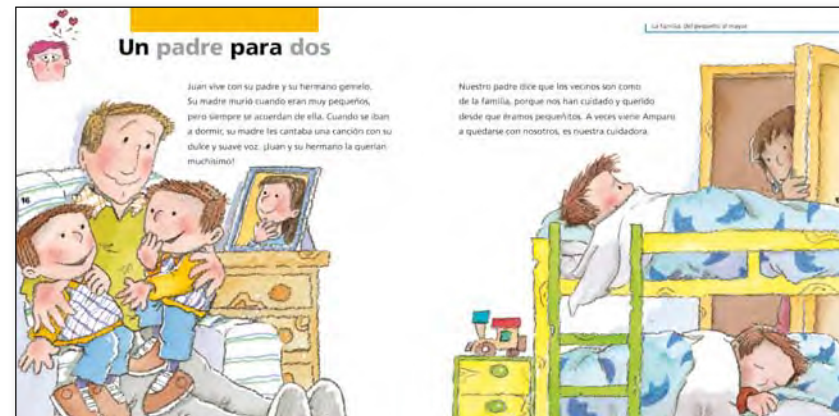 Un padre para dos
Juan vive con su padre y su hermano gemelo.
Su madre murió cuando eran muy pequeños,
pero siempre se acuerdan de ella. Cuando se iban
a dormir, su madre les cantaba una canción con su
dulce y suave voz. ¡Juan y su hermano la querían
muchísimo!
16
La familia: del pequeño al mayor
Nuestro padre dice que los vecinos son como
de la familia, porque nos han cuidado y querido
desde que éramos pequeñitos. A veces viene Amparo
a quedarse con nosotros, es nuestra cuidadora.